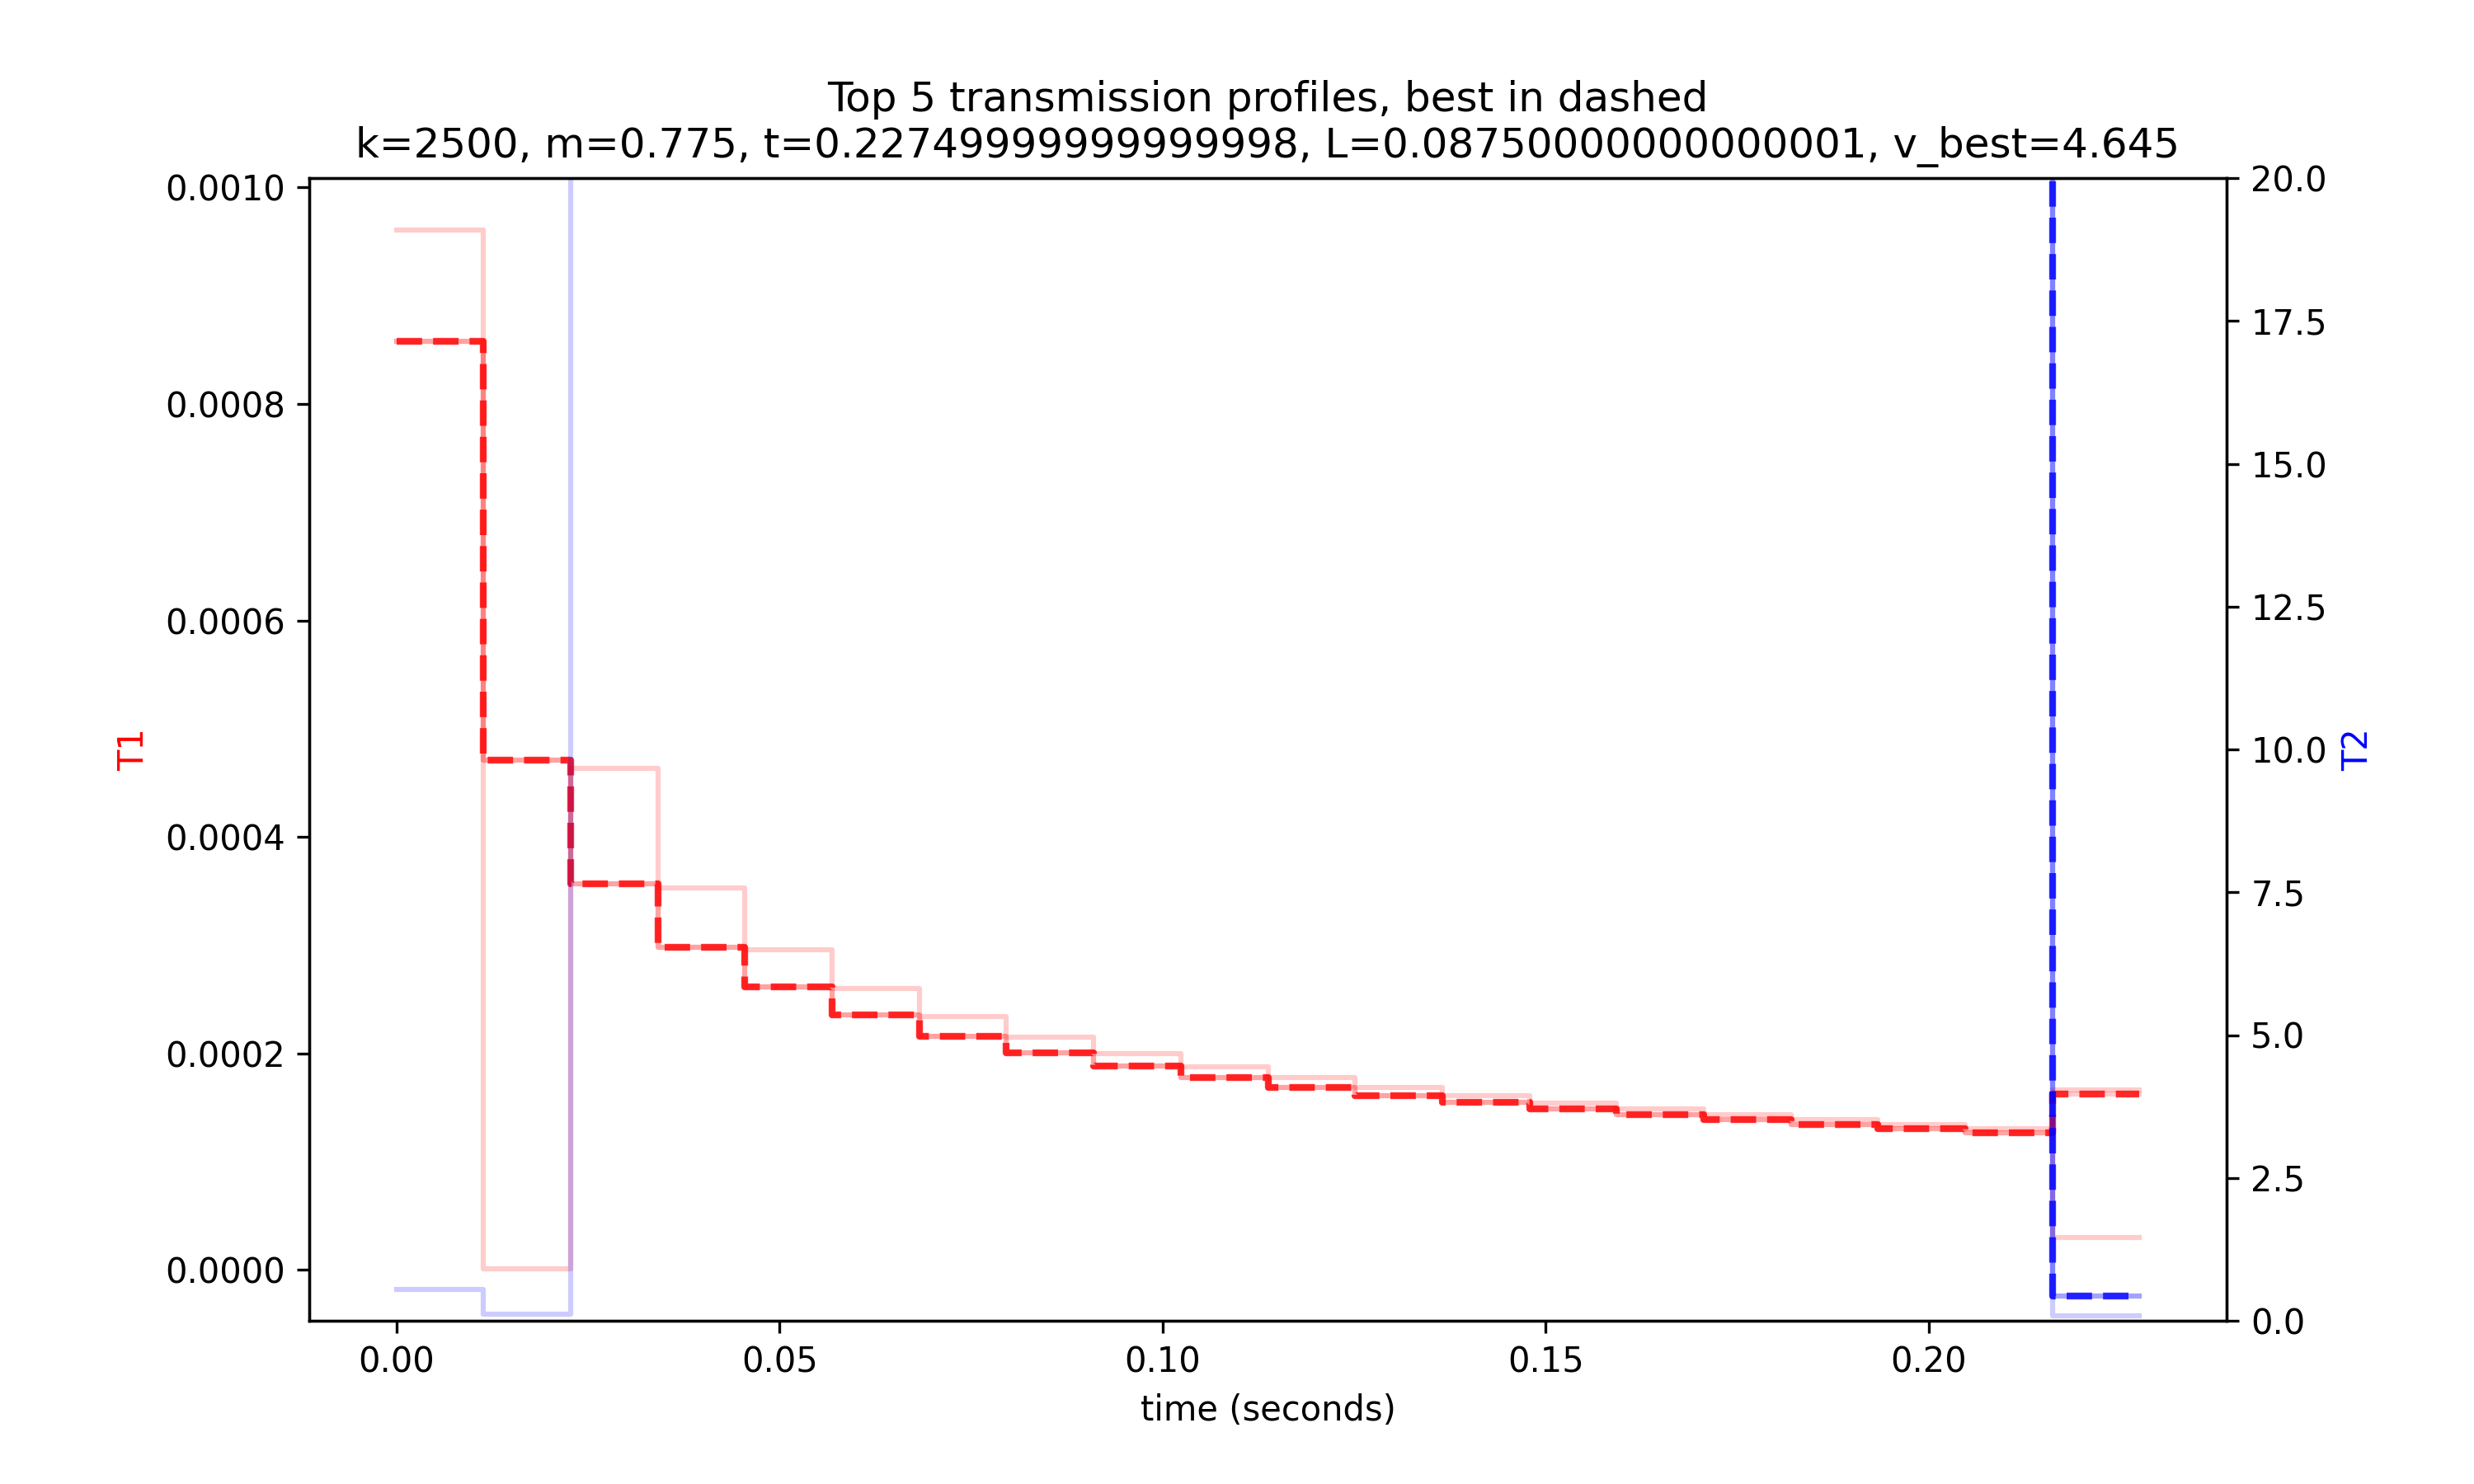 Top 5 transmission profiles, best in dashed
k=2500, m=0.775, t=0.22749999999999998, L=0.08750000000000001, v_best=4.645
0.0010
0.0008
0.0006
0.0004
0.0002
0.0000
T1
20.0
17.5
15.0
12.5
10.0
7.5
5.0
2.5
0.0
T2
0.00 0.05 0.10 0.15 0.20
time (seconds)